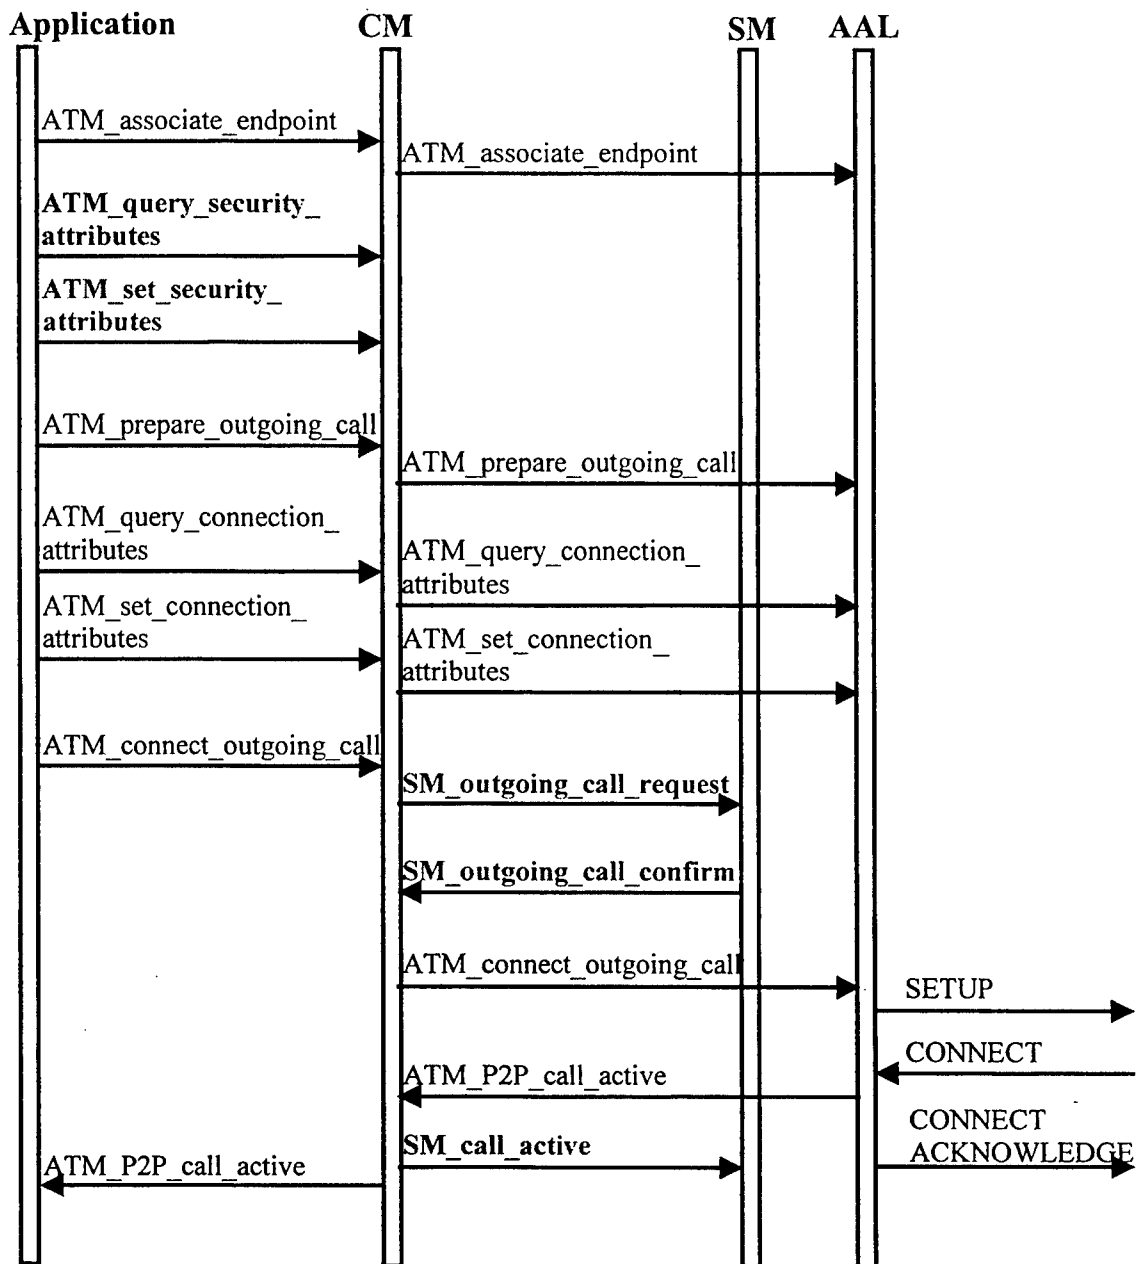 Application CM SM AAL
ATM_associate_endpoint
ATM_associate_endpoint
ATM_query_security_
attributes
ATM_set_security_
attributes
ATM_prepare_outgoing_call
ATM_prepare_outgoing_call
ATM_query_connection_
attributes
ATM_query_connection_
attributes
ATM_set_connection_
attributes
ATM_set_connection_
attributes
ATM_connect_outgoing_call
SM_outgoing_call_request
SM_outgoing_call_confirm
ATM_connect_outgoing_call
SETUP
CONNECT
ATM_P2P_call_active
CONNECT
ACKNOWLEDGE
SM_call_active
ATM_P2P_call_active